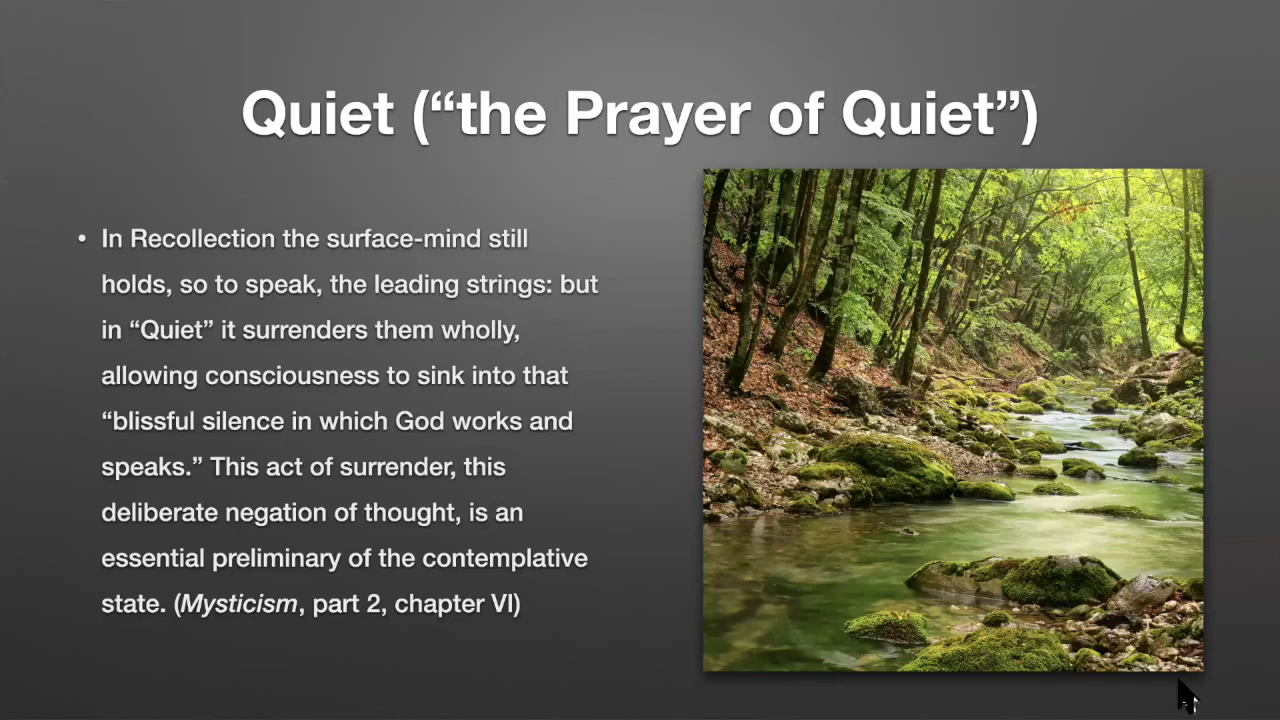 Quiet (“the Prayer of Quiet”)
• In Recollection the surface-mind still
holds, so to speak, the leading strings: but
in “Quiet” it surrenders them wholly,
allowing consciousness to sink into that
“blissful silence in which God works and
speaks.” This act of surrender, this
deliberate negation of thought, is an
essential preliminary of the contemplative
state. (Mysticism, part 2, chapter VI)